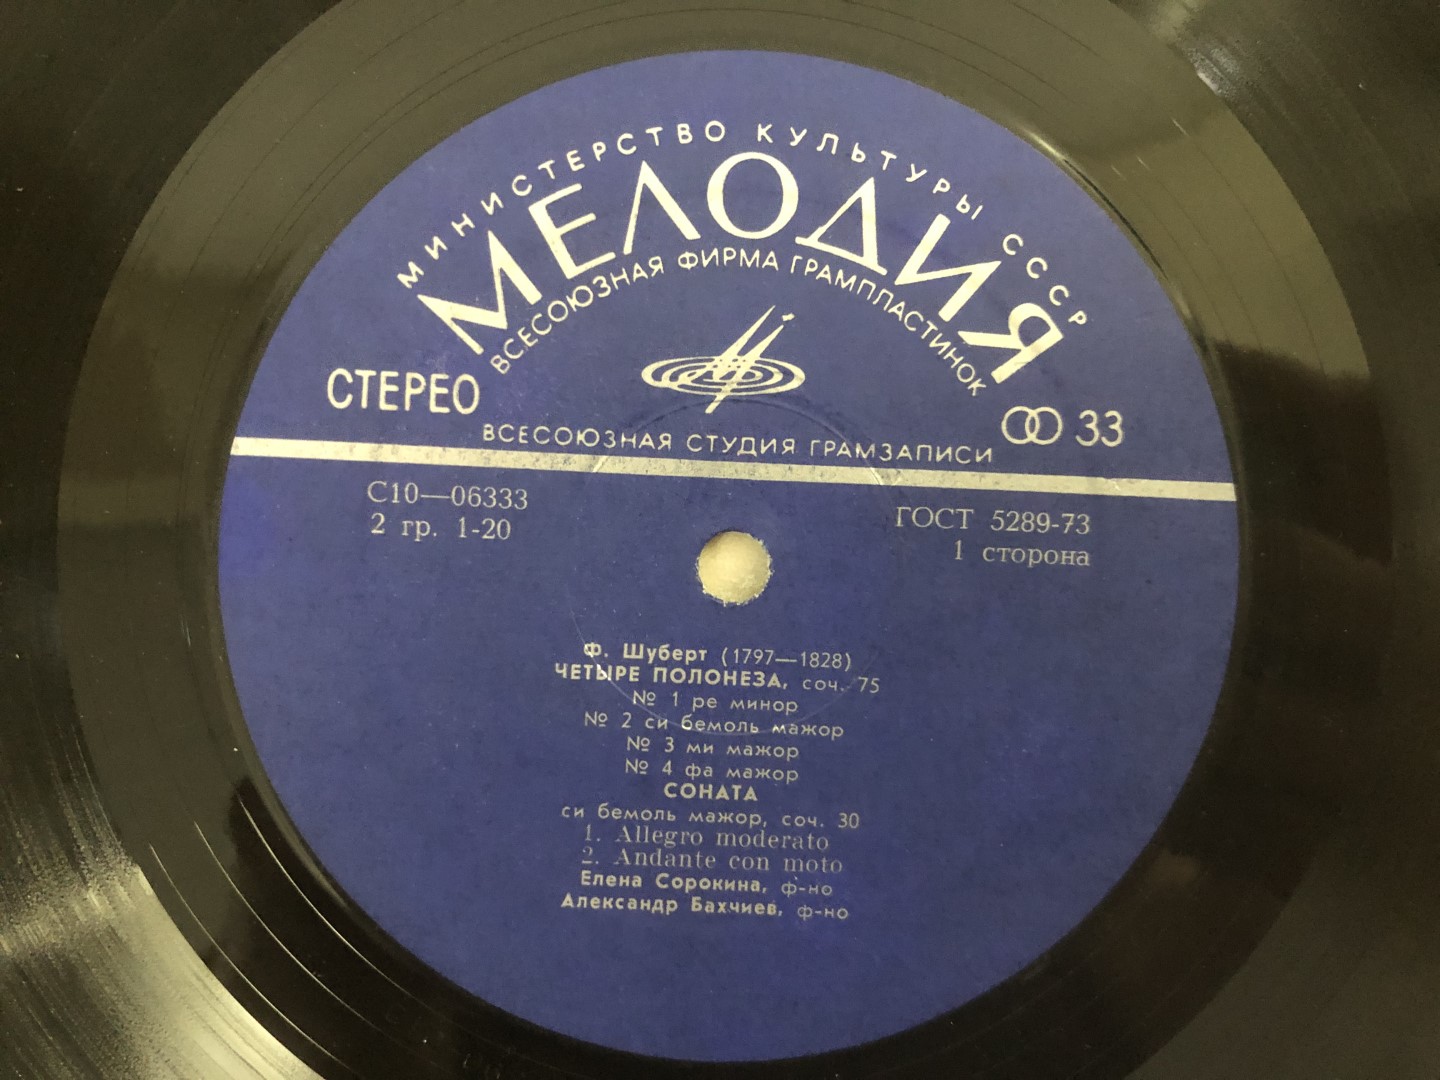 МИНИСТЕРСТВО КУЛЬТУРЫ СССР
МЕЛОДИЯ
ВСЕСОЮЗНАЯ ФИРМА ГРАМПЛАСТИНОК
СТЕРЕО
33
ВСЕСОЮЗНАЯ СТУДИЯ ГРАМЗАПИСИ
С10—06333
2 гр. 1-20
ГОСТ 5289-73
1 сторона
Ф. Шуберт (1797—1828)
ЧЕТЫРЕ ПОЛОНЕЗА, соч. 75
№ 1 ре минор
№ 2 си бемоль мажор
№ 3 ми мажор
№ 4 фа мажор
СОНАТА
си бемоль мажор, соч. 30
1. Allegro moderato
2. Andante con moto
Елена Сорокина, ф-но
Александр Бахчиев, ф-но